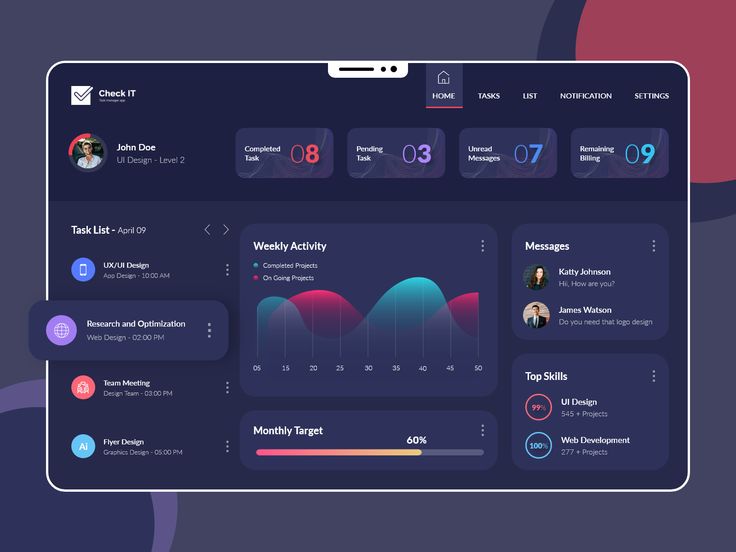 Check IT
Task manager app
HOME
TASKS
LIST
NOTIFICATION
SETTINGS
John Doe
UI Design - Level 2
Completed
Task
08
Pending
Task
03
Unread
Messages
07
Remaining
Billing
09
Task List - April 09
UX/UI Design
App Design - 10:00 AM
Research and Optimization
Web Design - 02:00 PM
Team Meeting
Design Team - 03:00 PM
Ai
Flyer Design
Graphics Design - 05:00 PM
Weekly Activity
Completed Projects
On Going Projects
05 15 20 25 30 35 40 45 50
Monthly Target
60%
Messages
Katty Johnson
Hii, How are you?
James Watson
Do you need that logo design
Top Skills
99%
UI Design
545 + Projects
100%
Web Development
277 + Projects